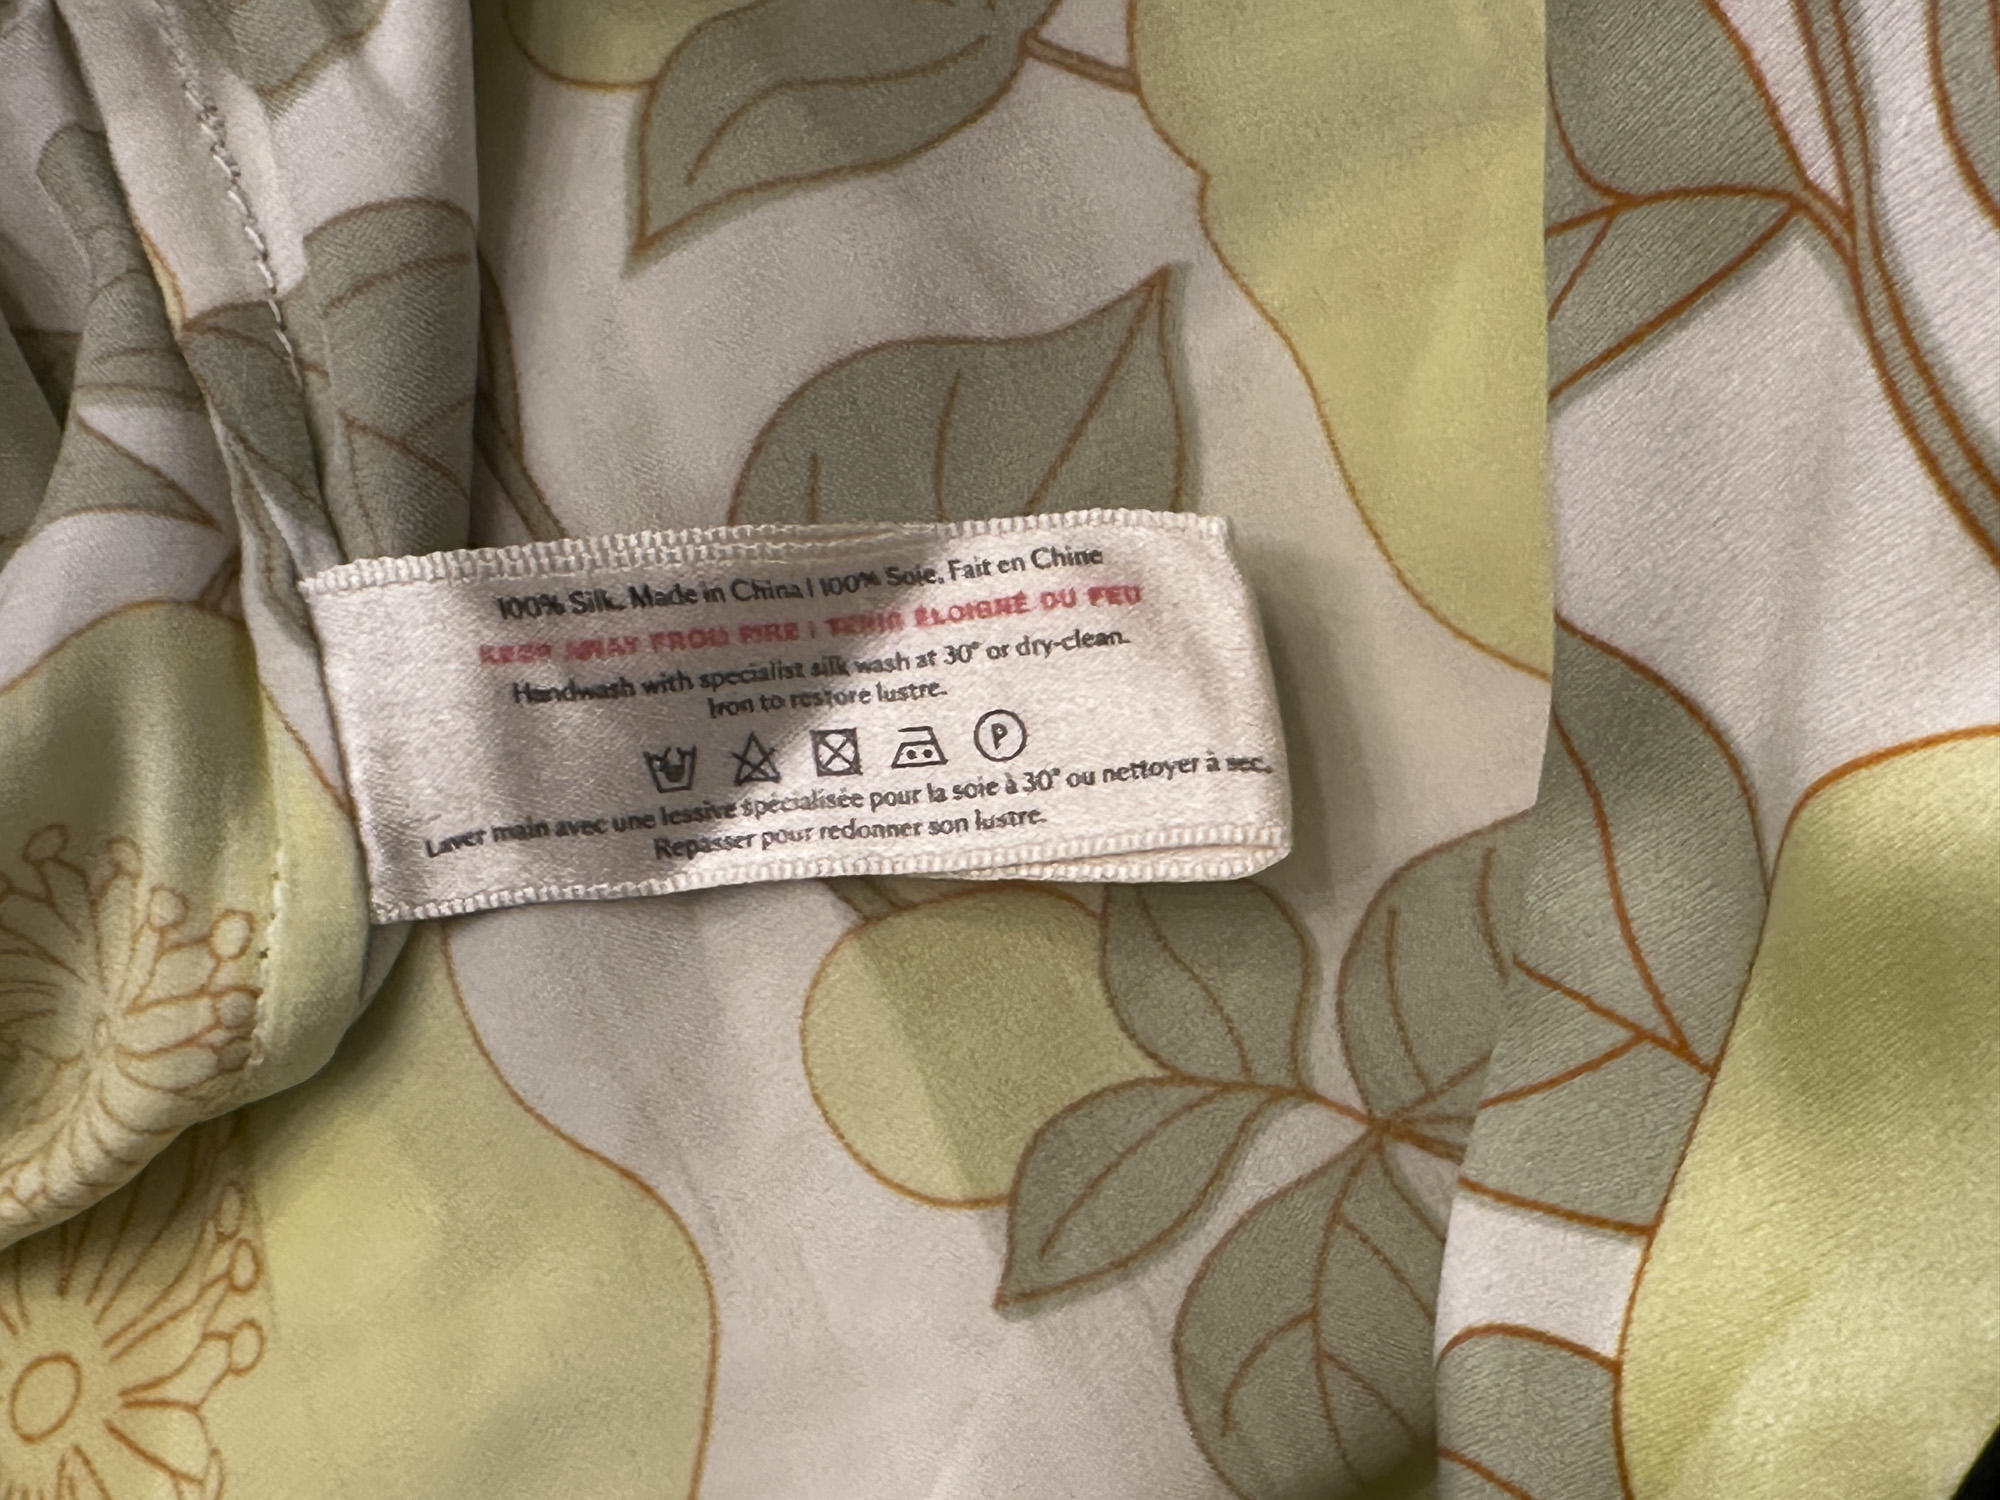 100% Silk. Made in China | 100% Soie. Fait en Chine
KEEP AWAY FROM FIRE | TENIR ÉLOIGNÉ DU FEU
Handwash with specialist silk wash at 30° or dry-clean.
Iron to restore lustre.
P
Laver main avec une lessive spécialisée pour la soie à 30° ou nettoyer à sec.
Repasser pour redonner son lustre.